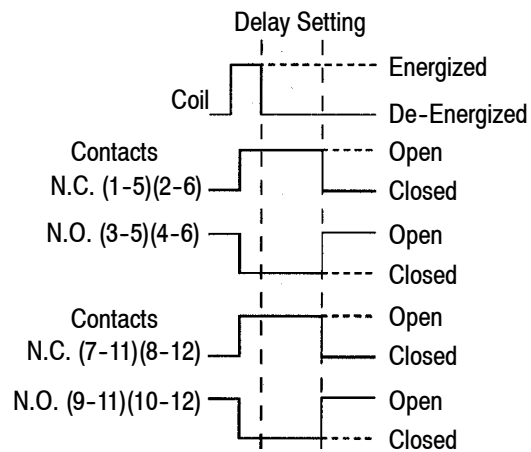 Delay Setting
Energized
Coil
De-Energized
Contacts
Open
N.C. (1-5)(2-6)
Closed
N.O. (3-5)(4-6)
Open
Closed
Contacts
Open
N.C. (7-11)(8-12)
Closed
N.O. (9-11)(10-12)
Open
Closed